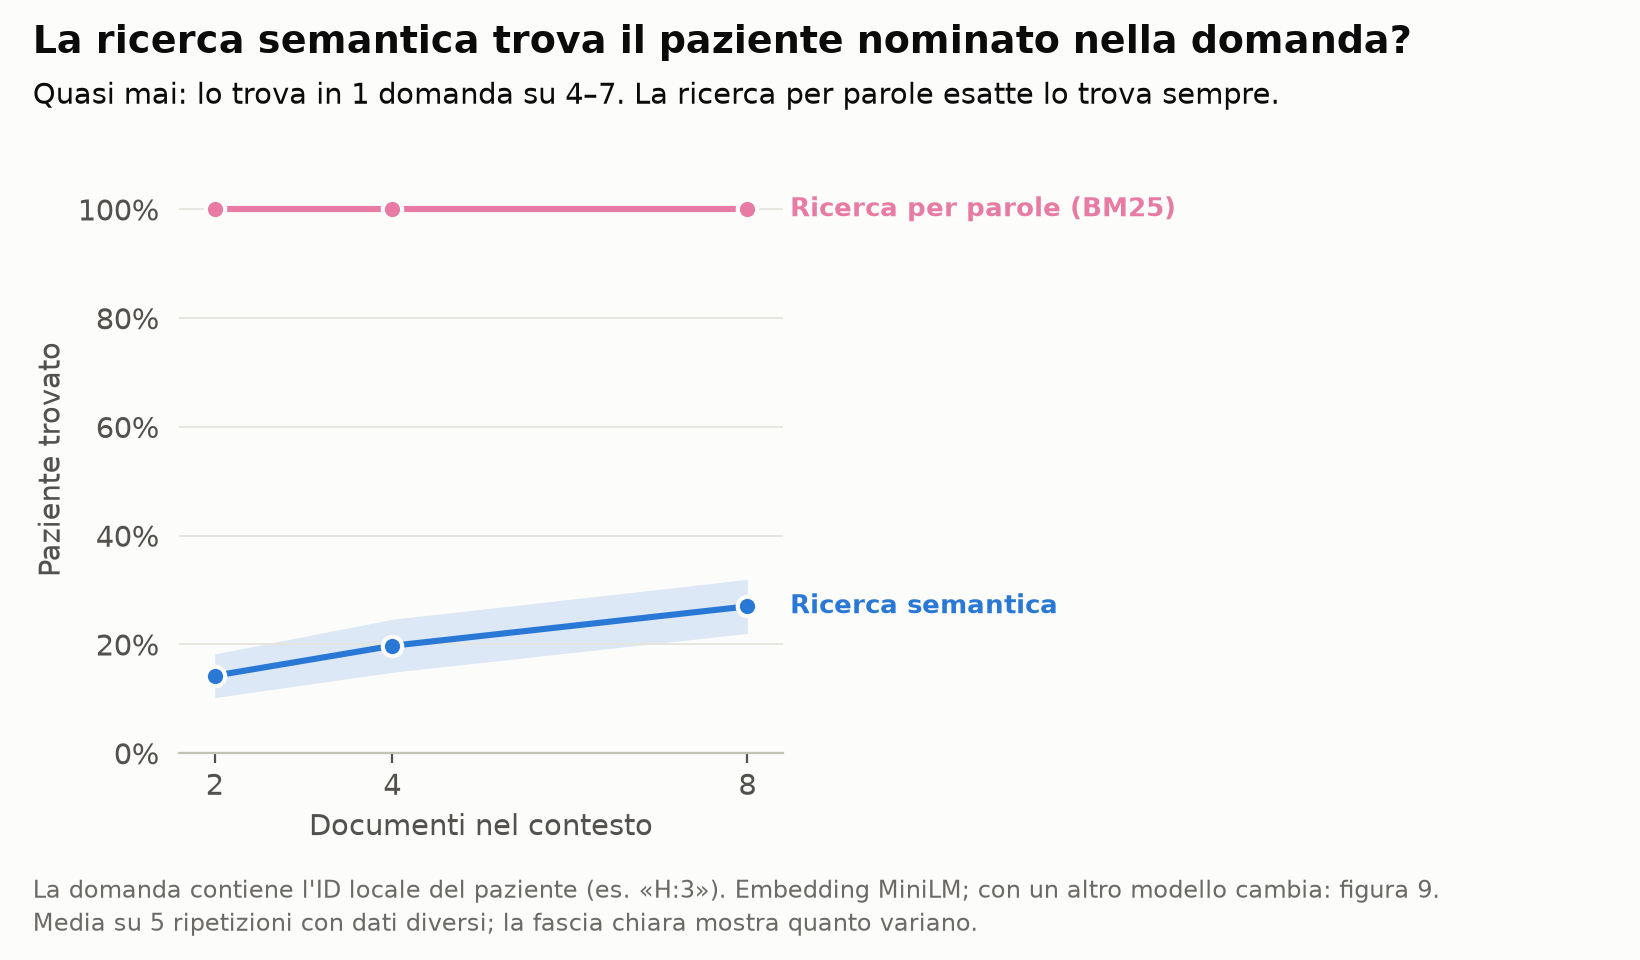 La ricerca semantica trova il paziente nominato nella domanda?
Quasi mai: lo trova in 1 domanda su 4–7. La ricerca per parole esatte lo trova sempre.
100%
Ricerca per parole (BM25)
80%
60%
40%
Ricerca semantica
20%
0%
Paziente trovato
2 4 8
Documenti nel contesto
La domanda contiene l'ID locale del paziente (es. «H:3»). Embedding MiniLM; con un altro modello cambia: figura 9.
Media su 5 ripetizioni con dati diversi; la fascia chiara mostra quanto variano.